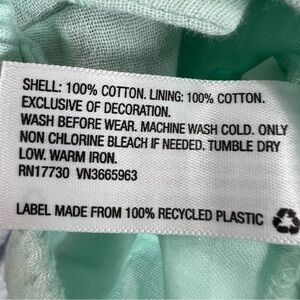 SHELL: 100% COTTON. LINING: 100% COTTON.
EXCLUSIVE OF DECORATION.
WASH BEFORE WEAR. MACHINE WASH COLD. ONLY
NON CHLORINE BLEACH IF NEEDED. TUMBLE DRY
LOW. WARM IRON.
RN17730 VN3665963
LABEL MADE FROM 100% RECYCLED PLASTIC